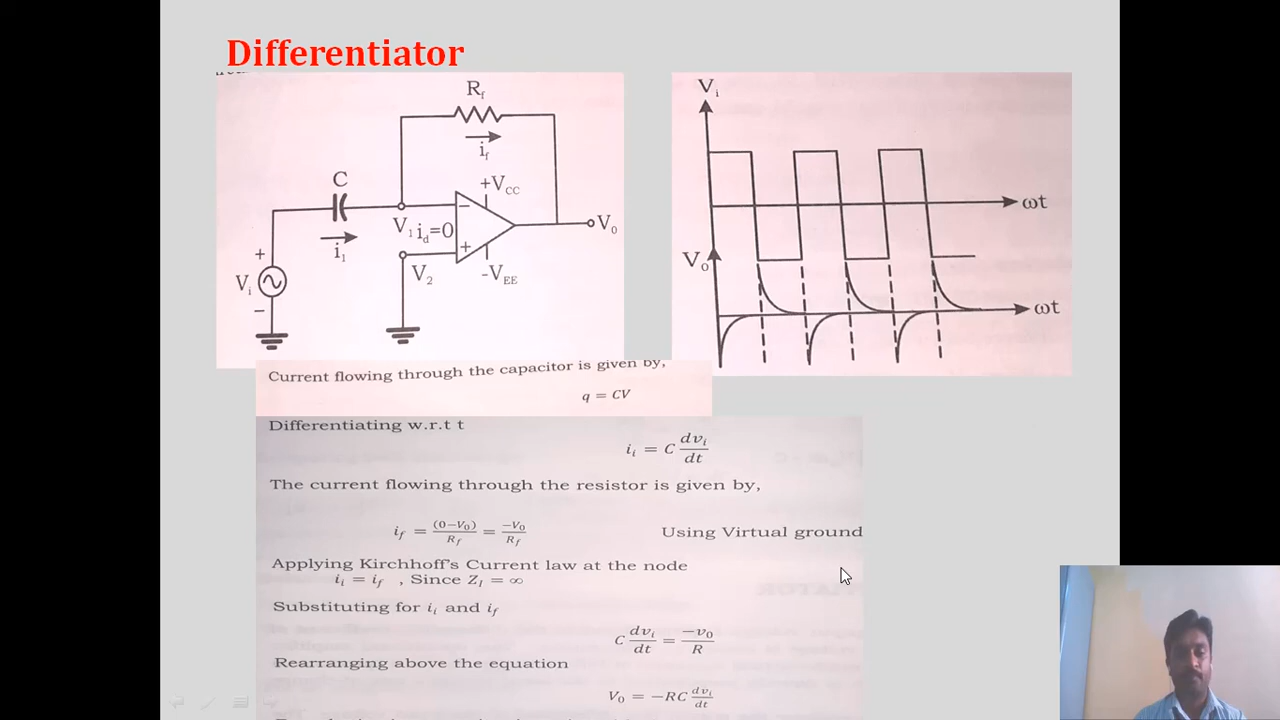 Differentiator
R_f
i_f
C
+V_CC
V_1 i_d=0
−
+
V_0
i_1
+
V_i
−
V_2
-V_EE
V_i
ωt
V_o
ωt
Current flowing through the capacitor is given by,
q = CV
Differentiating w.r.t t
i_i = C dv_i/dt
The current flowing through the resistor is given by,
i_f = (0−V_0)/R_f = −V_0/R_f Using Virtual ground
Applying Kirchhoff's Current law at the node
i_i = i_f , Since Z_I = ∞
Substituting for i_i and i_f
C dv_i/dt = −v_0/R
Rearranging above the equation
V_0 = −RC dv_i/dt